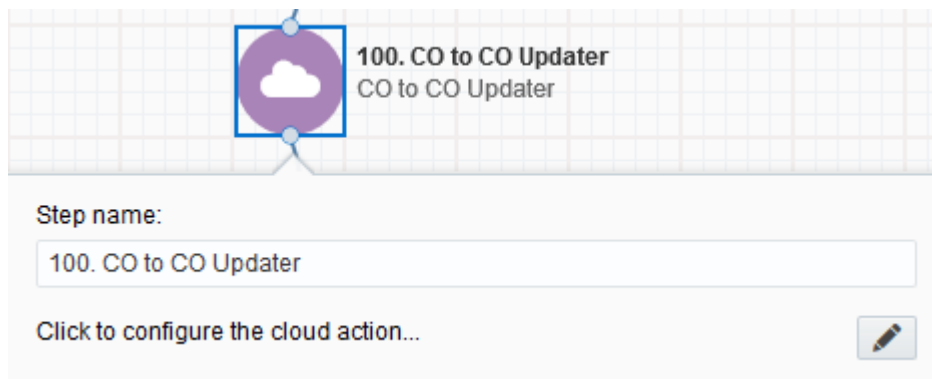 100. CO to CO Updater
CO to CO Updater
Step name:
100. CO to CO Updater
Click to configure the cloud action...